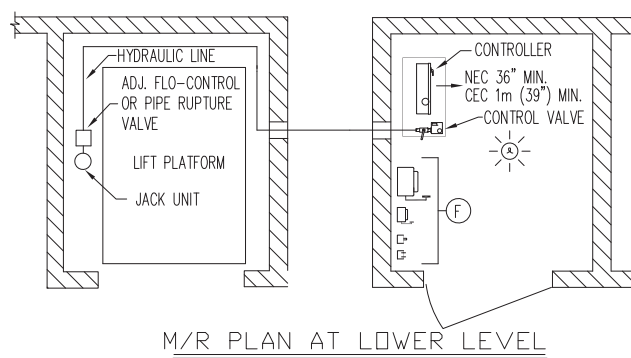 HYDRAULIC LINE
ADJ. FLO-CONTROL
OR PIPE RUPTURE
VALVE
LIFT PLATFORM
JACK UNIT
CONTROLLER
NEC 36” MIN.
CEC 1m (39”) MIN.
CONTROL VALVE
F
M/R PLAN AT LOWER LEVEL